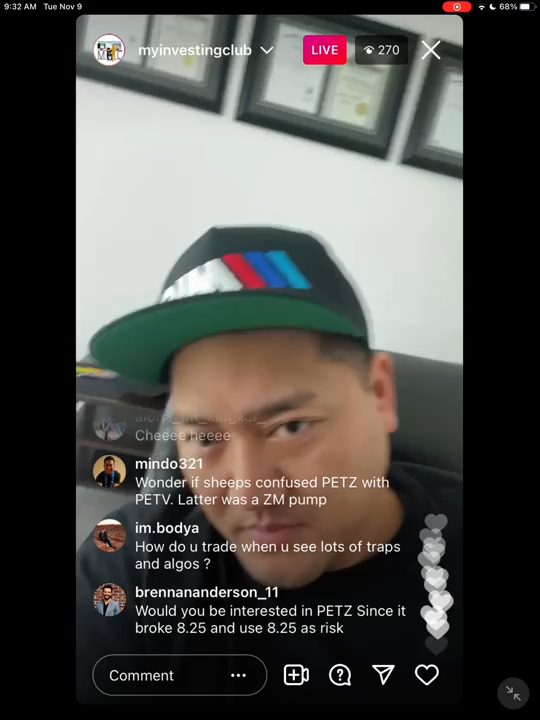 9:32 AM Tue Nov 9
68%
myinvestingclub
LIVE
270
Cheeee heeee
mindo321
Wonder if sheeps confused PETZ with
PETV. Latter was a ZM pump
im.bodya
How do u trade when u see lots of traps
and algos ?
brennananderson_11
Would you be interested in PETZ Since it
broke 8.25 and use 8.25 as risk
Comment